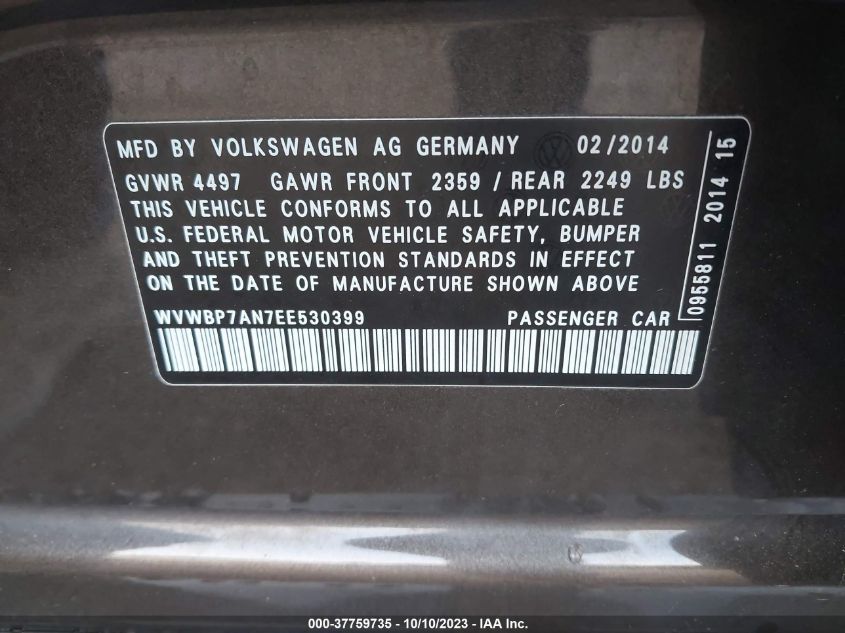 MFD BY VOLKSWAGEN AG GERMANY 02/2014
GVWR 4497 GAWR FRONT 2359 / REAR 2249 LBS
THIS VEHICLE CONFORMS TO ALL APPLICABLE
U.S. FEDERAL MOTOR VEHICLE SAFETY, BUMPER
AND THEFT PREVENTION STANDARDS IN EFFECT
ON THE DATE OF MANUFACTURE SHOWN ABOVE
WVWBP7AN7EE530399 PASSENGER CAR
0955811 2014 15
000-37759735 - 10/10/2023 - IAA Inc.